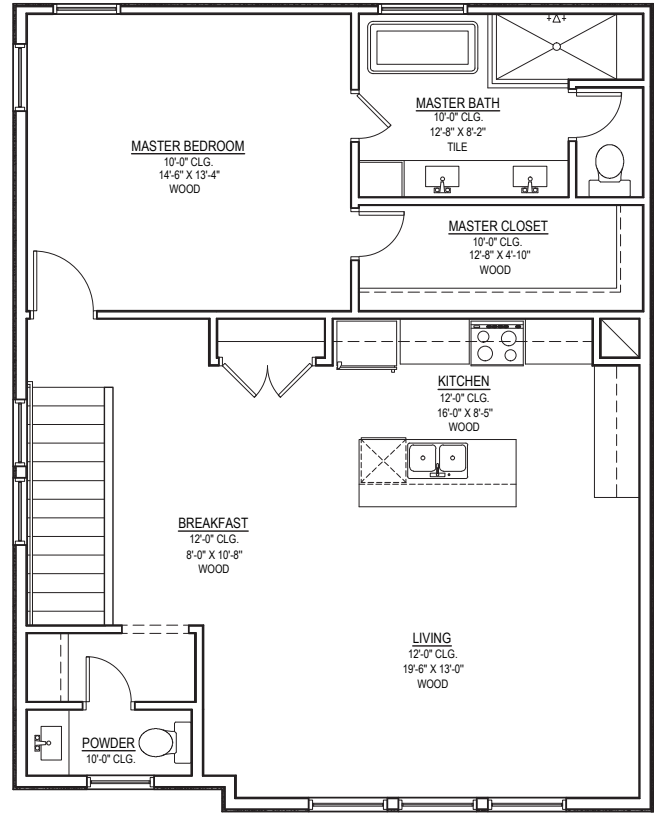 MASTER BEDROOM
10'-0" CLG.
14'-6" X 13'-4"
WOOD
MASTER BATH
10'-0" CLG.
12'-8" X 8'-2"
TILE
MASTER CLOSET
10'-0" CLG.
12'-8" X 4'-10"
WOOD
KITCHEN
12'-0" CLG.
16'-0" X 8'-5"
WOOD
BREAKFAST
12'-0" CLG.
8'-0" X 10'-8"
WOOD
LIVING
12'-0" CLG.
19'-6" X 13'-0"
WOOD
POWDER
10'-0" CLG.